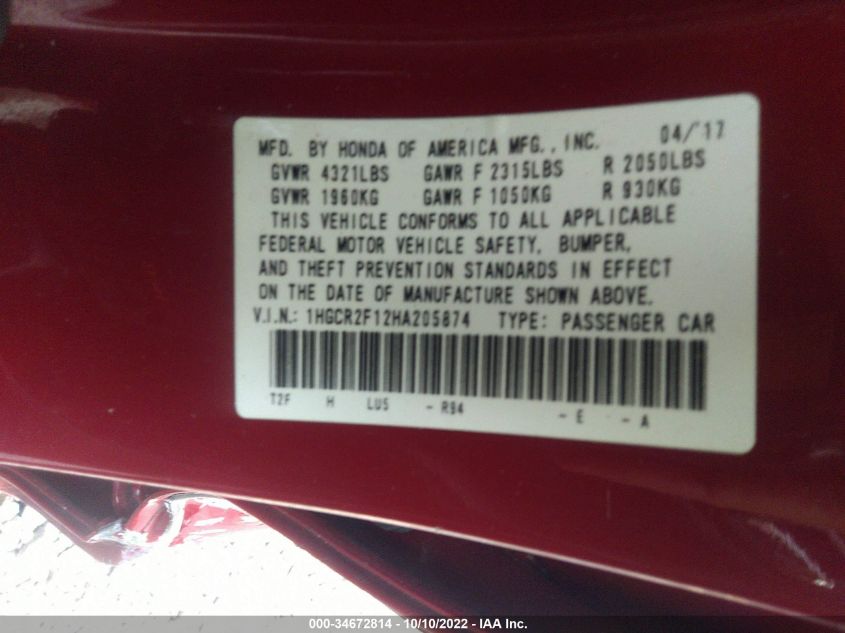 MFD. BY HONDA OF AMERICA MFG., INC. 04/'17
GVWR 4321LBS GAWR F 2315LBS R 2050LBS
GVWR 1960KG GAWR F 1050KG R 930KG
THIS VEHICLE CONFORMS TO ALL APPLICABLE
FEDERAL MOTOR VEHICLE SAFETY, BUMPER,
AND THEFT PREVENTION STANDARDS IN EFFECT
ON THE DATE OF MANUFACTURE SHOWN ABOVE.
V.I.N.: 1HGCR2F12HA205874 TYPE: PASSENGER CAR
T2F H LUS - R94 - E - A
000-34672814 - 10/10/2022 - IAA Inc.